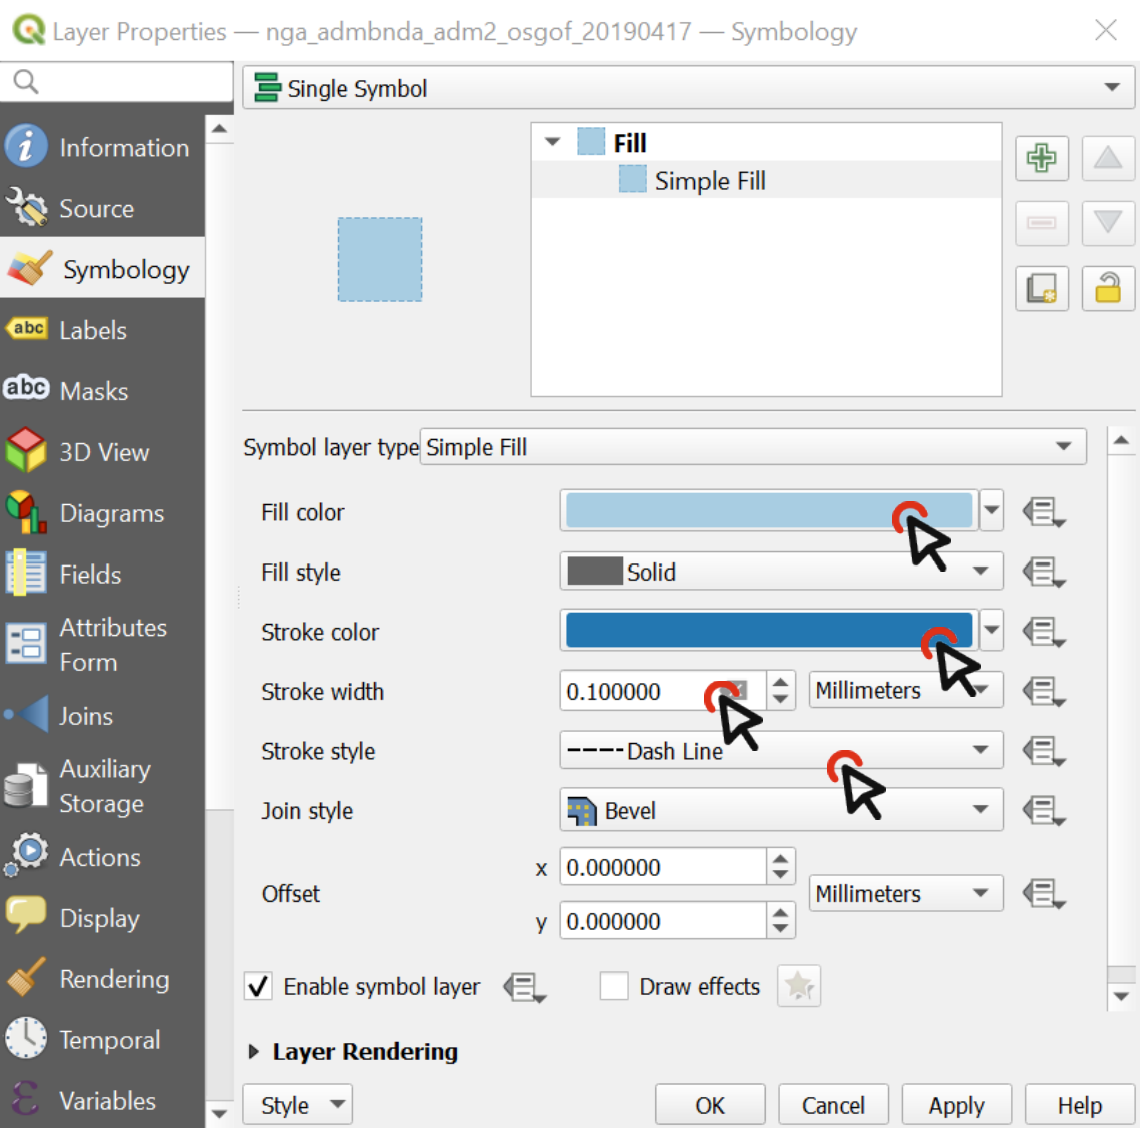 Layer Properties — nga_admbnda_adm2_osgof_20190417 — Symbology
Single Symbol
Information
Source
Symbology
abc Labels
abc Masks
3D View
Diagrams
Fields
Attributes
Form
Joins
Auxiliary
Storage
Actions
Display
Rendering
Temporal
Variables
Fill
Simple Fill
Symbol layer type Simple Fill
Fill color
Fill style Solid
Stroke color
Stroke width 0.100000 Millimeters
Stroke style Dash Line
Join style Bevel
Offset
x 0.000000
y 0.000000
Millimeters
Enable symbol layer Draw effects
Layer Rendering
Style OK Cancel Apply Help